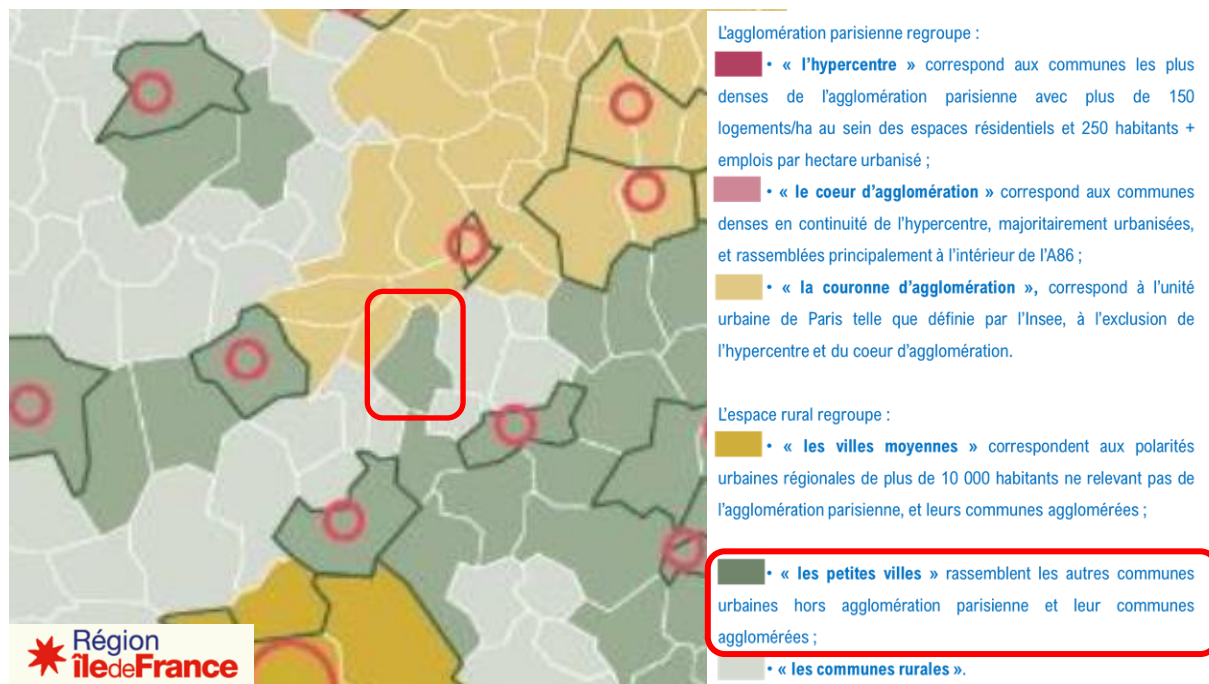 L'agglomération parisienne regroupe :
• « l'hypercentre » correspond aux communes les plus
denses de l'agglomération parisienne avec plus de 150
logements/ha au sein des espaces résidentiels et 250 habitants +
emplois par hectare urbanisé ;
• « le coeur d'agglomération » correspond aux communes
denses en continuité de l'hypercentre, majoritairement urbanisées,
et rassemblées principalement à l'intérieur de l'A86 ;
• « la couronne d'agglomération », correspond à l'unité
urbaine de Paris telle que définie par l'Insee, à l'exclusion de
l'hypercentre et du coeur d'agglomération.
L'espace rural regroupe :
• « les villes moyennes » correspondent aux polarités
urbaines régionales de plus de 10 000 habitants ne relevant pas de
l'agglomération parisienne, et leurs communes agglomérées ;
• « les petites villes » rassemblent les autres communes
urbaines hors agglomération parisienne et leur communes
agglomérées ;
• « les communes rurales ».
Région
îledeFrance